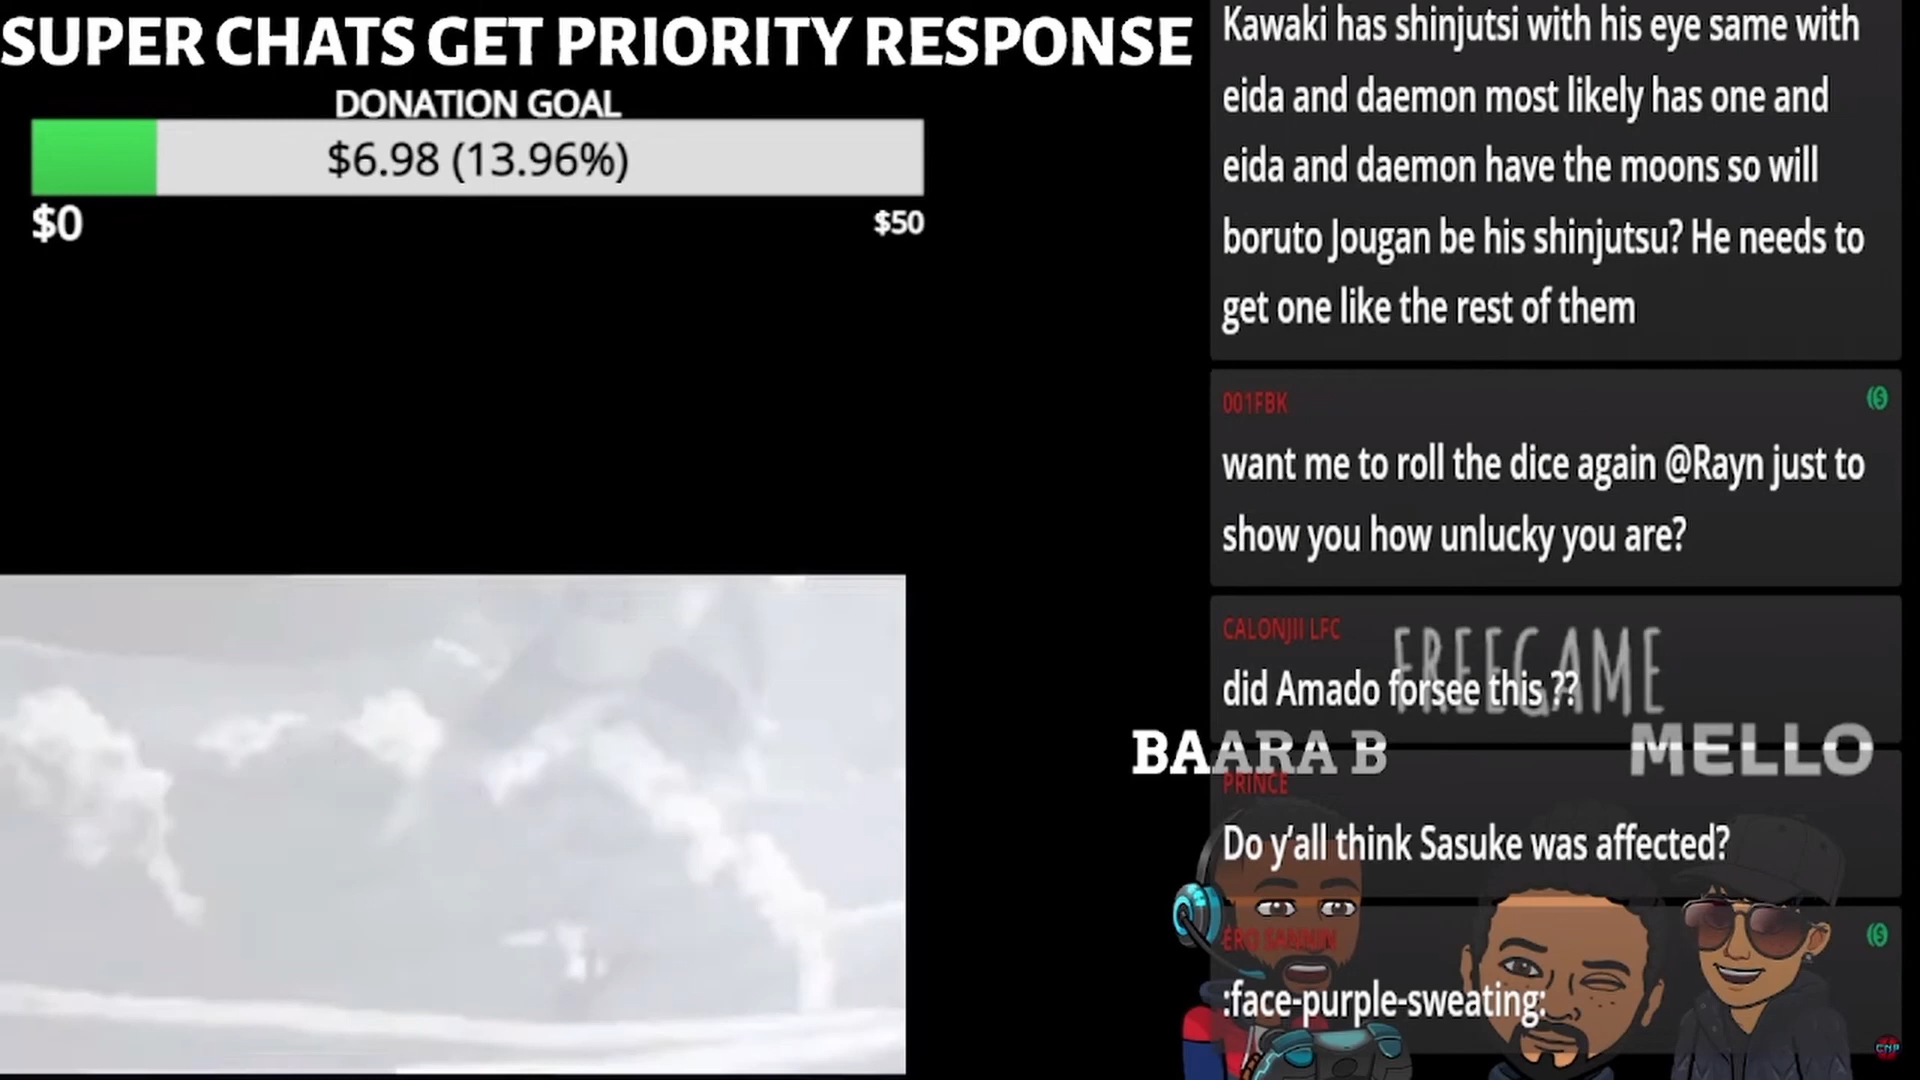 SUPER CHATS GET PRIORITY RESPONSE
DONATION GOAL
$6.98 (13.96%)
$0
$50
Kawaki has shinjutsi with his eye same with
eida and daemon most likely has one and
eida and daemon have the moons so will
boruto Jougan be his shinjutsu? He needs to
get one like the rest of them
001FBK
want me to roll the dice again @Rayn just to
show you how unlucky you are?
CALONJII LFC
FREEGAME
did Amado forsee this ??
BAARA B
MELLO
PRINCE
Do y’all think Sasuke was affected?
ERO SANNIN
:face-purple-sweating:
CNP